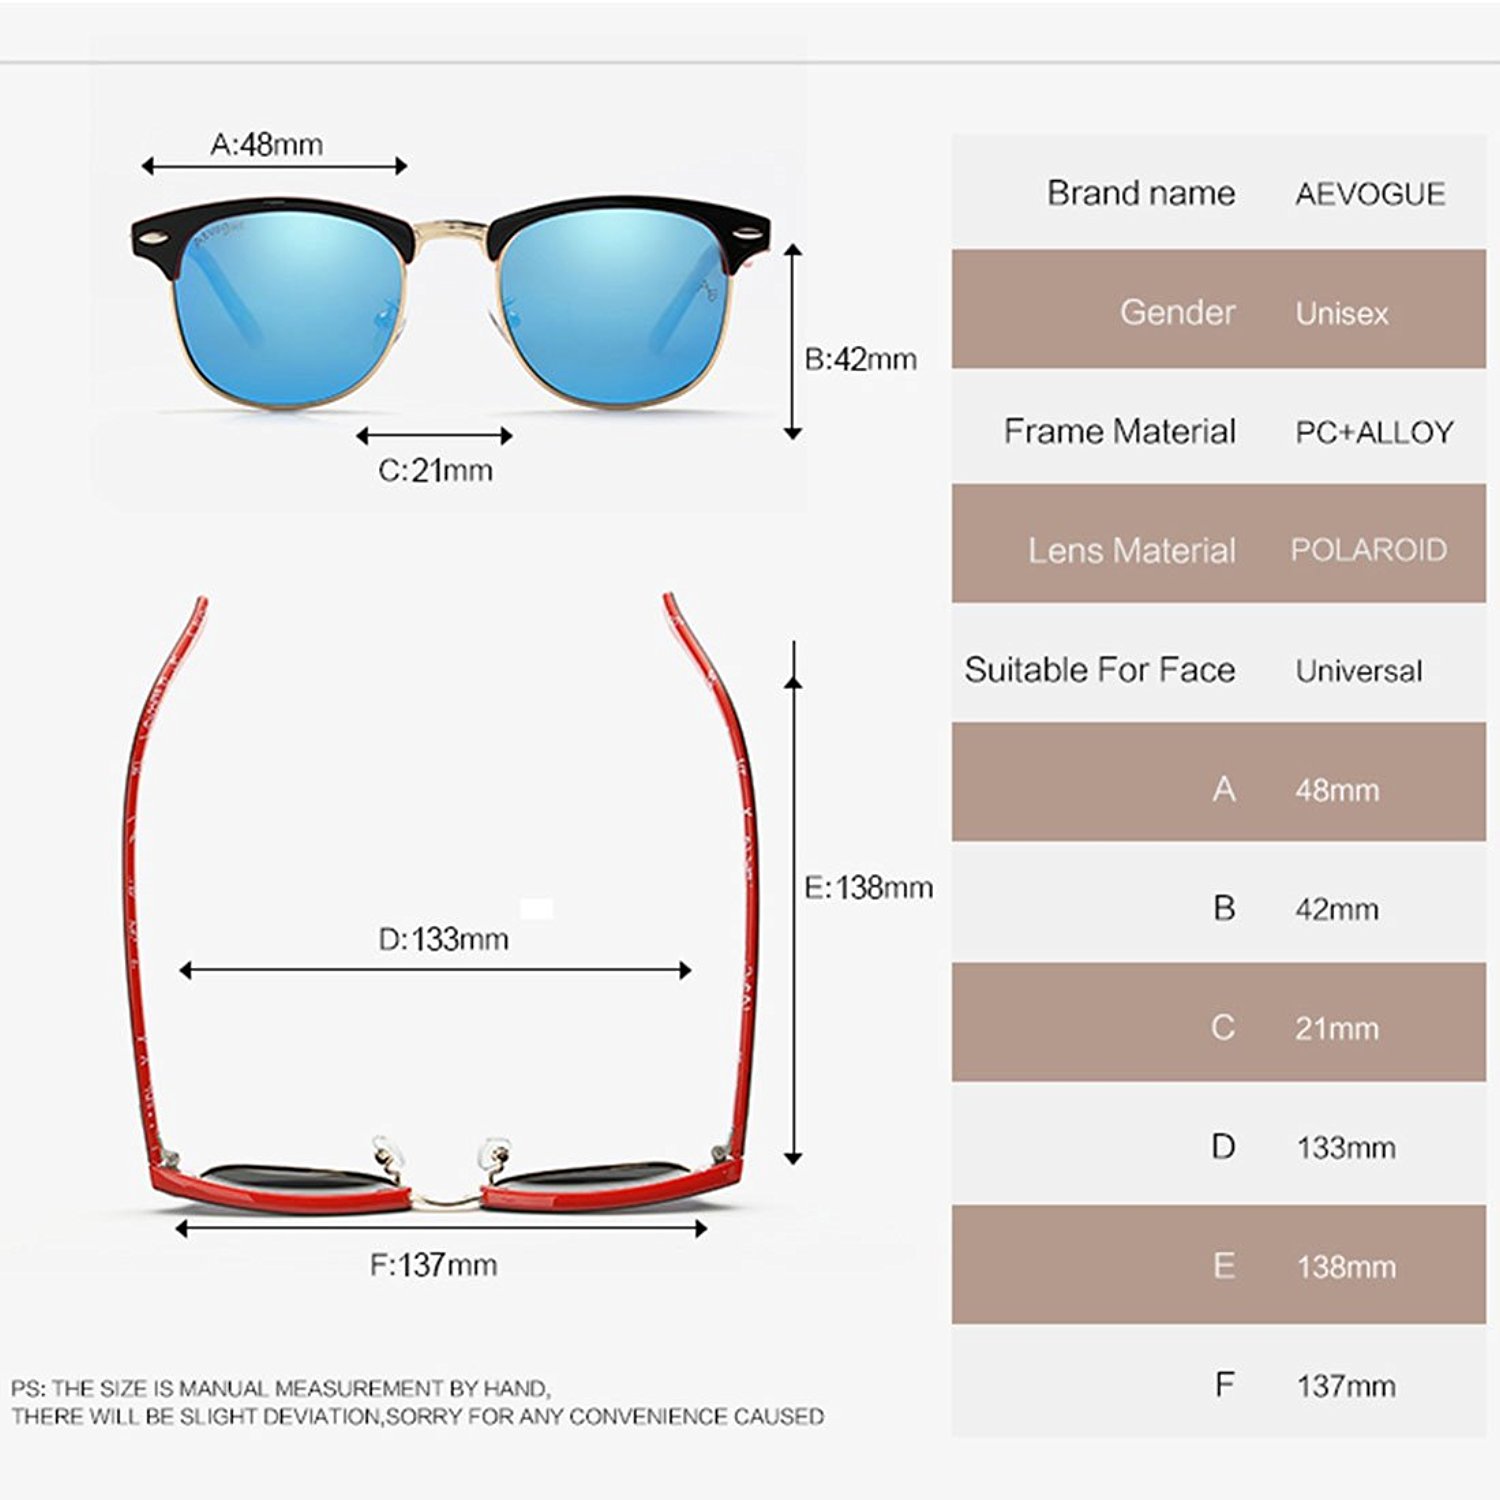 A:48mm
AEVOGUE
B:42mm
C:21mm
E:138mm
D:133mm
F:137mm
PS: THE SIZE IS MANUAL MEASUREMENT BY HAND,
THERE WILL BE SLIGHT DEVIATION,SORRY FOR ANY CONVENIENCE CAUSED
Brand name AEVOGUE
Gender Unisex
Frame Material PC+ALLOY
Lens Material POLAROID
Suitable For Face Universal
A 48mm
B 42mm
C 21mm
D 133mm
E 138mm
F 137mm